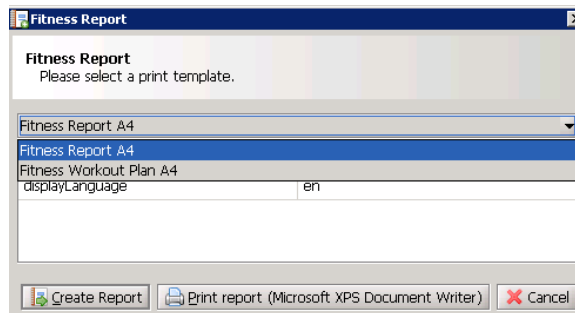 Fitness Report
Fitness Report
Please select a print template.
Fitness Report A4
Fitness Report A4
Fitness Workout Plan A4
displayLanguage en
Create Report Print report (Microsoft XPS Document Writer) Cancel